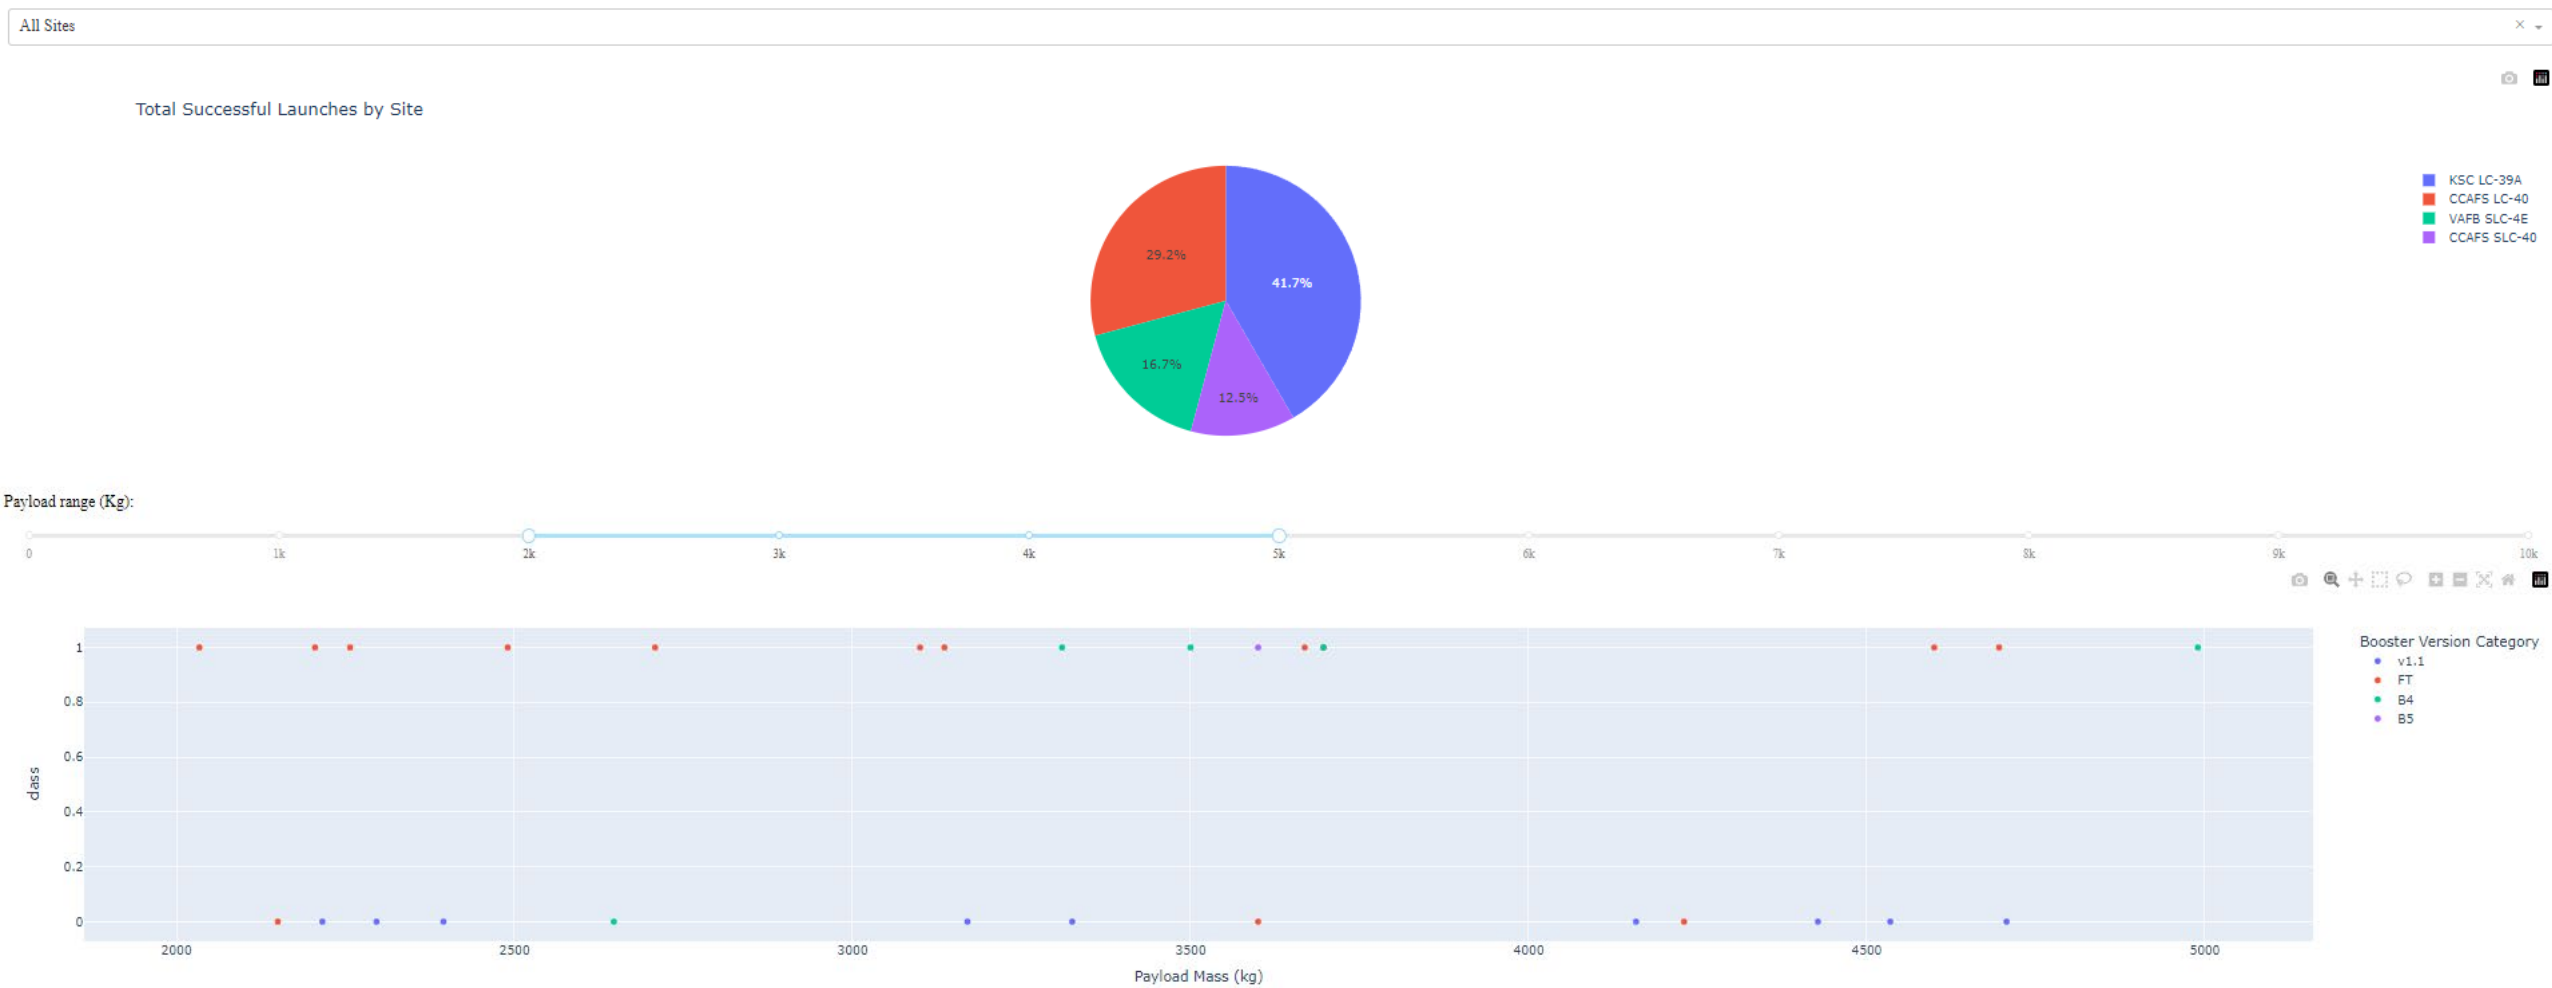 All Sites
Total Successful Launches by Site
KSC LC-39A
CCAFS LC-40
VAFB SLC-4E
CCAFS SLC-40
29.2%
41.7%
16.7%
12.5%
Payload range (Kg):
0 1k 2k 3k 4k 5k 6k 7k 8k 9k 10k
Booster Version Category
v1.1
FT
B4
B5
1
0.8
0.6
0.4
0.2
0
class
2000 2500 3000 3500 4000 4500 5000
Payload Mass (kg)